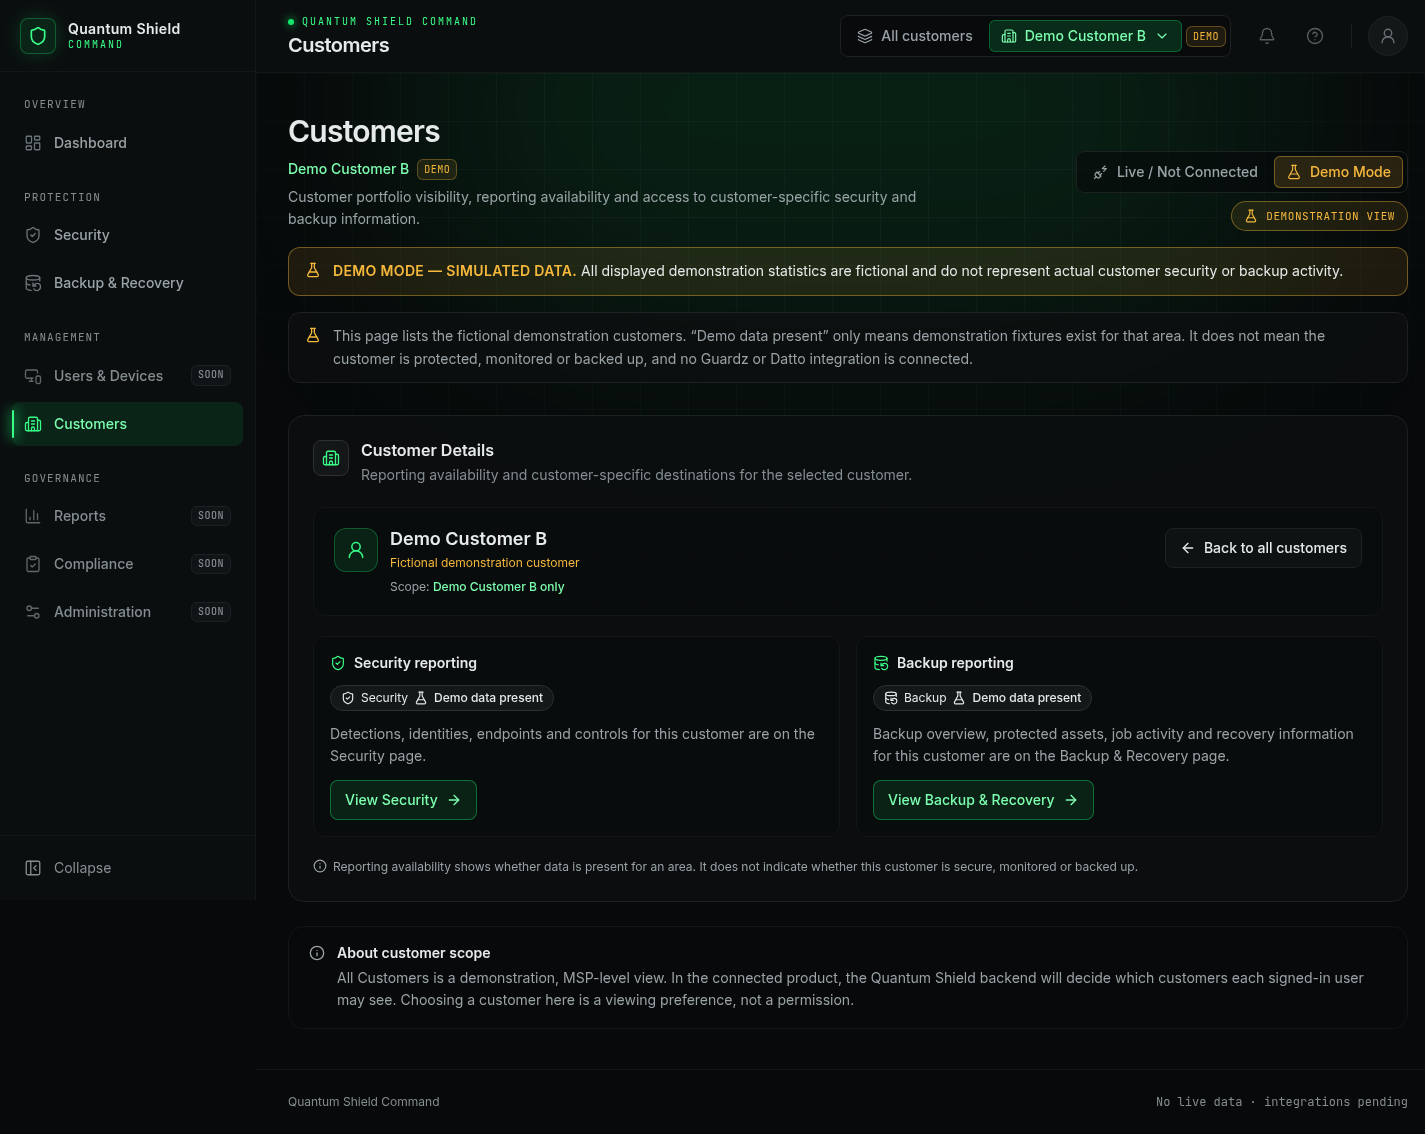 Quantum Shield
COMMAND
OVERVIEW
Dashboard
PROTECTION
Security
Backup & Recovery
MANAGEMENT
Users & Devices SOON
Customers
GOVERNANCE
Reports SOON
Compliance SOON
Administration SOON
Collapse
QUANTUM SHIELD COMMAND
Customers
All customers Demo Customer B DEMO
Customers
Demo Customer B DEMO
Customer portfolio visibility, reporting availability and access to customer-specific security and
backup information.
Live / Not Connected Demo Mode
DEMONSTRATION VIEW
DEMO MODE — SIMULATED DATA. All displayed demonstration statistics are fictional and do not represent actual customer security or backup activity.
This page lists the fictional demonstration customers. “Demo data present” only means demonstration fixtures exist for that area. It does not mean the
customer is protected, monitored or backed up, and no Guardz or Datto integration is connected.
Customer Details
Reporting availability and customer-specific destinations for the selected customer.
Demo Customer B
Fictional demonstration customer
Scope: Demo Customer B only
Back to all customers
Security reporting
Security Demo data present
Detections, identities, endpoints and controls for this customer are on the
Security page.
View Security
Backup reporting
Backup Demo data present
Backup overview, protected assets, job activity and recovery information
for this customer are on the Backup & Recovery page.
View Backup & Recovery
Reporting availability shows whether data is present for an area. It does not indicate whether this customer is secure, monitored or backed up.
About customer scope
All Customers is a demonstration, MSP-level view. In the connected product, the Quantum Shield backend will decide which customers each signed-in user
may see. Choosing a customer here is a viewing preference, not a permission.
Quantum Shield Command
No live data · integrations pending